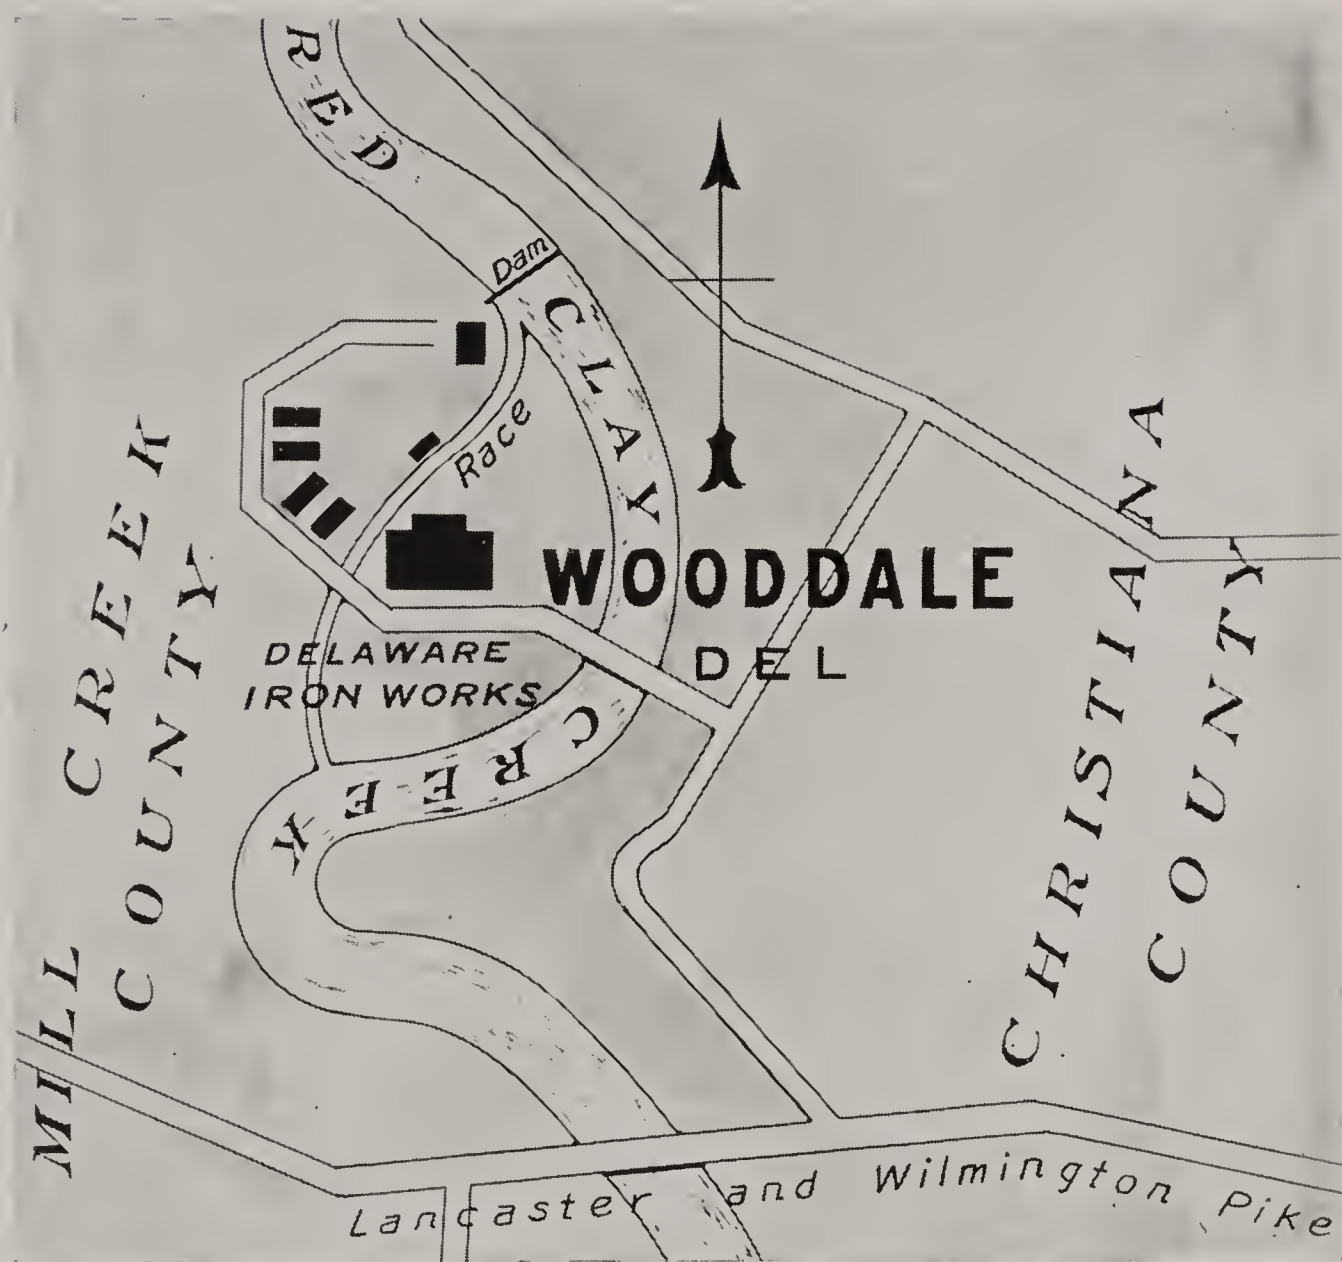 RED CLAY CREEK
Dam
Race
WOODDALE
DEL
DELAWARE
IRON WORKS
MILL CREEK
COUNTY
CHRISTIANA
COUNTY
Lancaster and Wilmington Pike